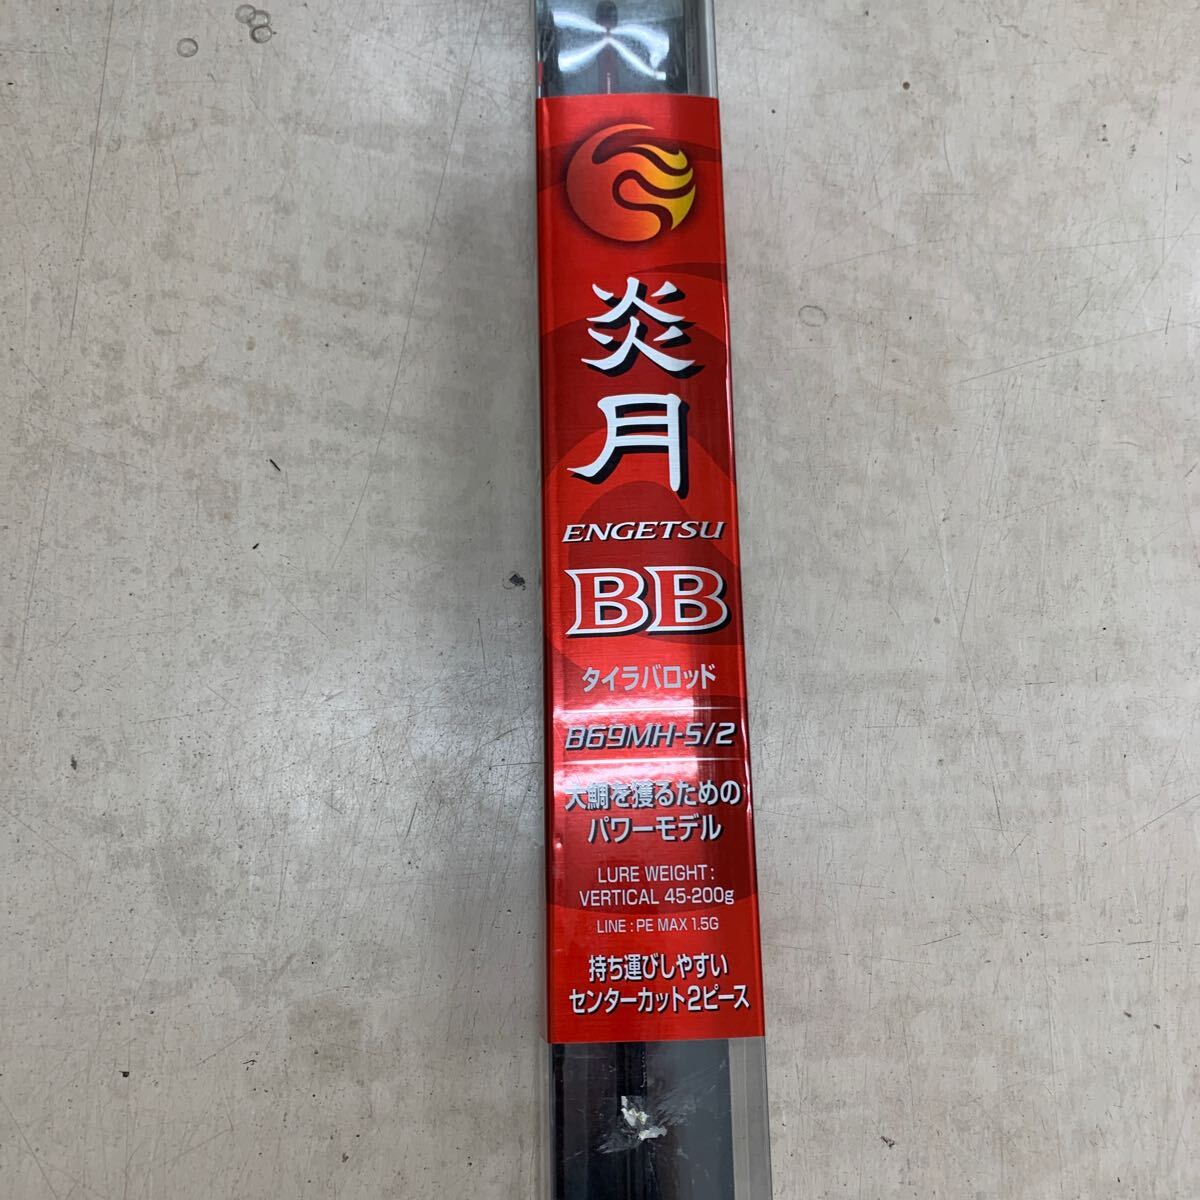 炎月
ENGETSU
BB
タイラバロッド
B69MH-S/2
大鯛を獲るための
パワーモデル
LURE WEIGHT:
VERTICAL 45-200g
LINE : PE MAX 1.5G
持ち運びしやすい
センターカット2ピース